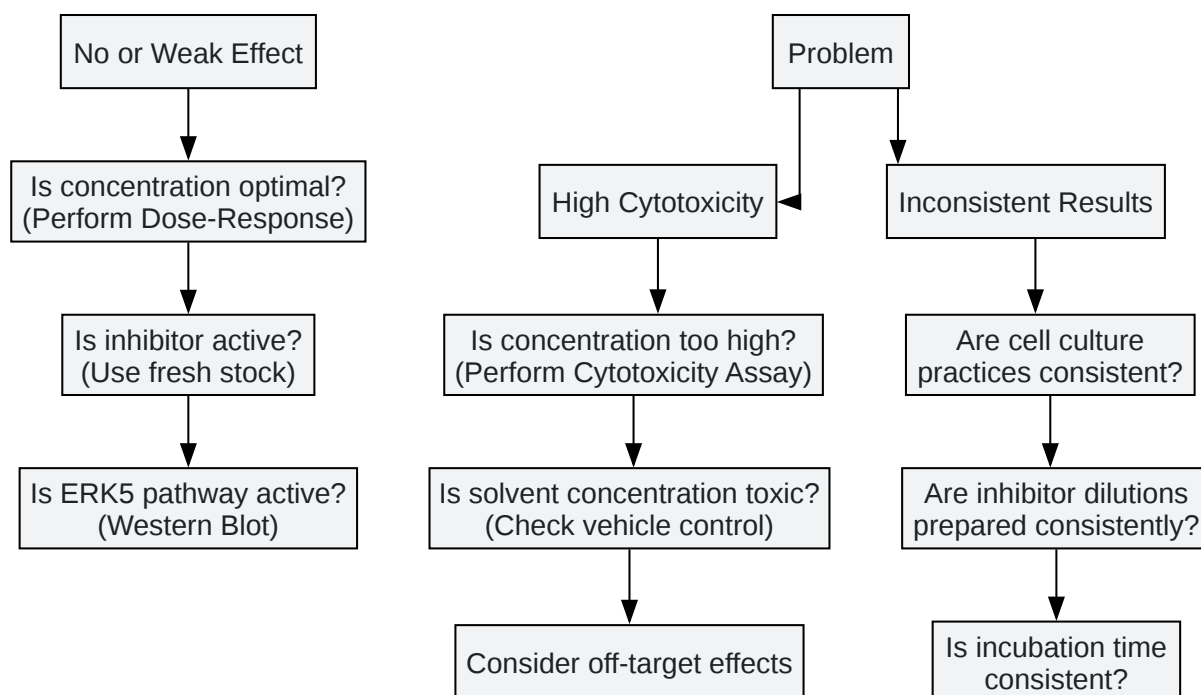 No or Weak Effect
Is concentration optimal?
(Perform Dose-Response)
Is inhibitor active?
(Use fresh stock)
Is ERK5 pathway active?
(Western Blot)
Problem
High Cytotoxicity
Is concentration too high?
(Perform Cytotoxicity Assay)
Is solvent concentration toxic?
(Check vehicle control)
Consider off-target effects
Inconsistent Results
Are cell culture
practices consistent?
Are inhibitor dilutions
prepared consistently?
Is incubation time
consistent?